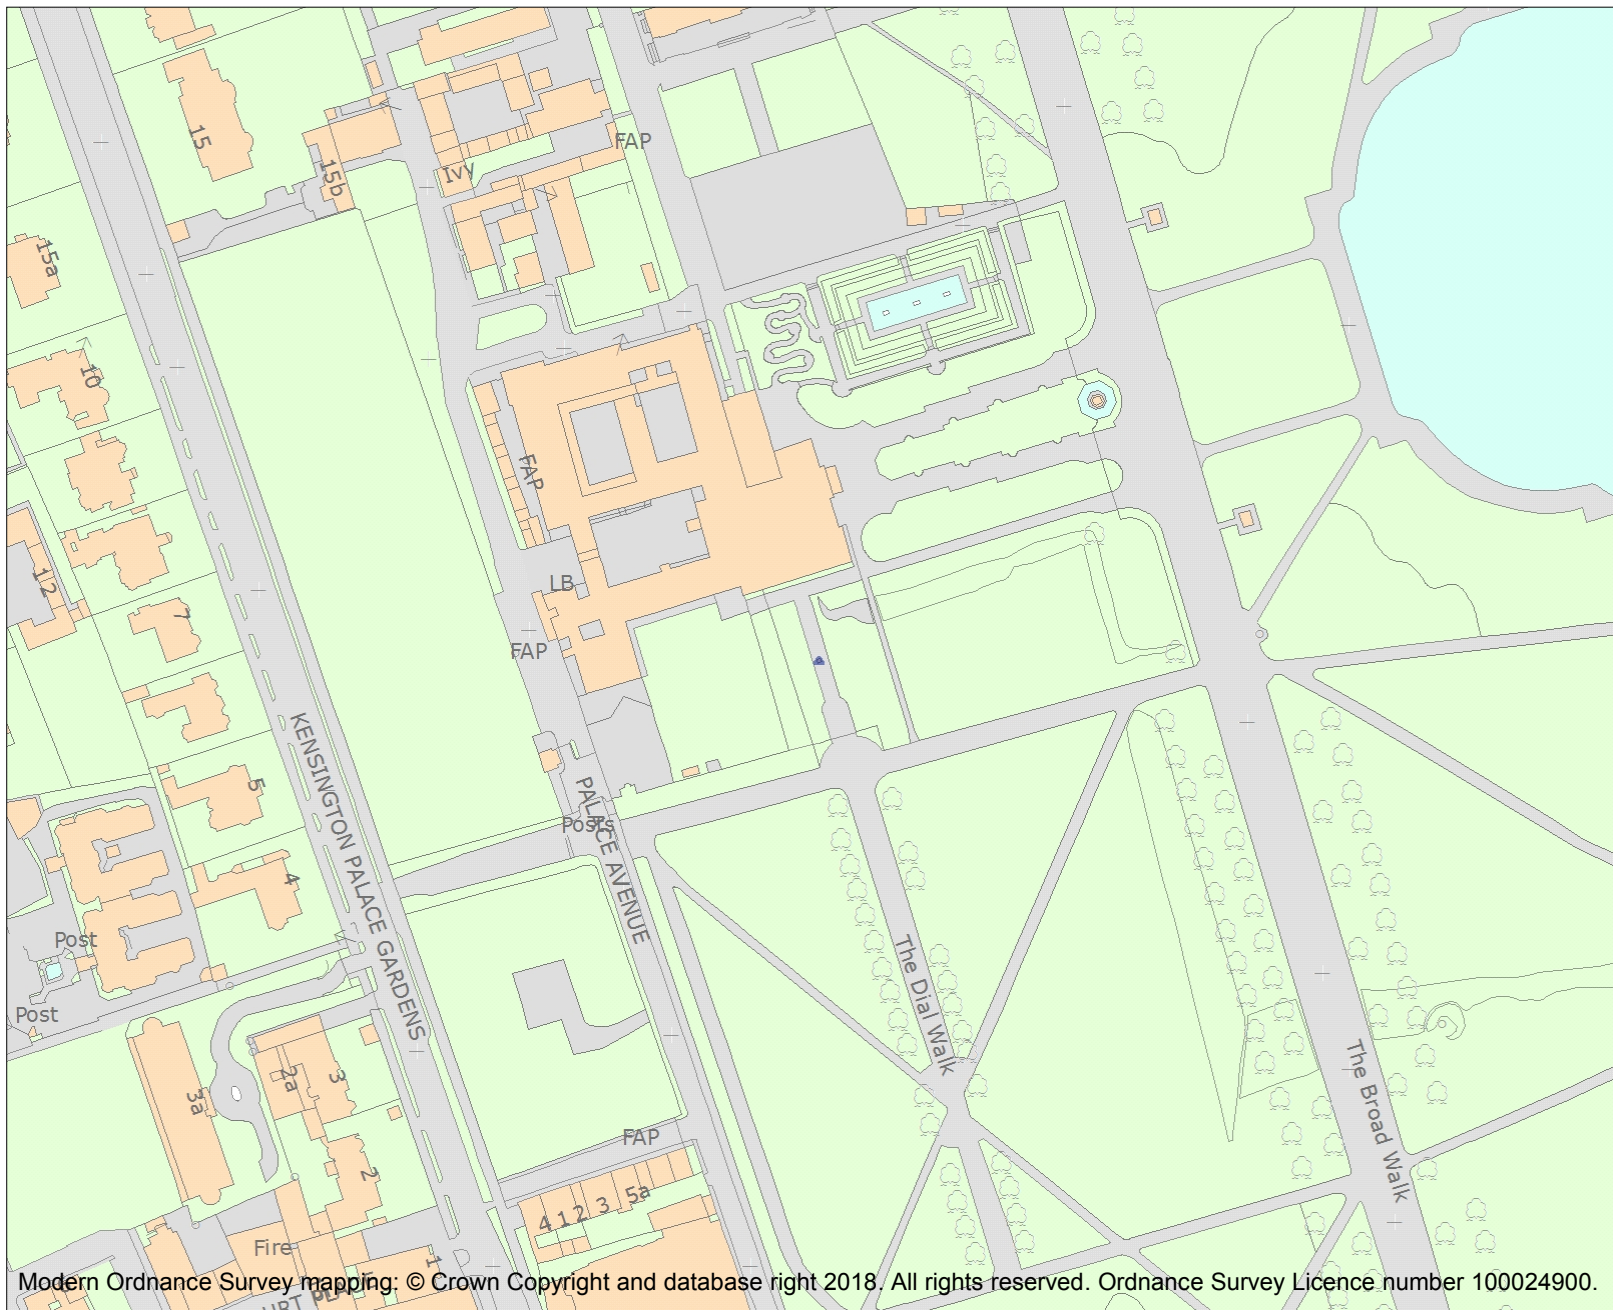 15
FAP
Ivy
15b
15a
10
FAP
12
LB
7
FAP
5
KENSINGTON PALACE GARDENS
PALACE AVENUE
Posts
4
Post
The Dial Walk
Post
3
2a
3a
The Broad Walk
FAP
2
5a
3
2
1
4
Fire
1
Modern Ordnance Survey mapping: © Crown Copyright and database right 2018. All rights reserved. Ordnance Survey Licence number 100024900.